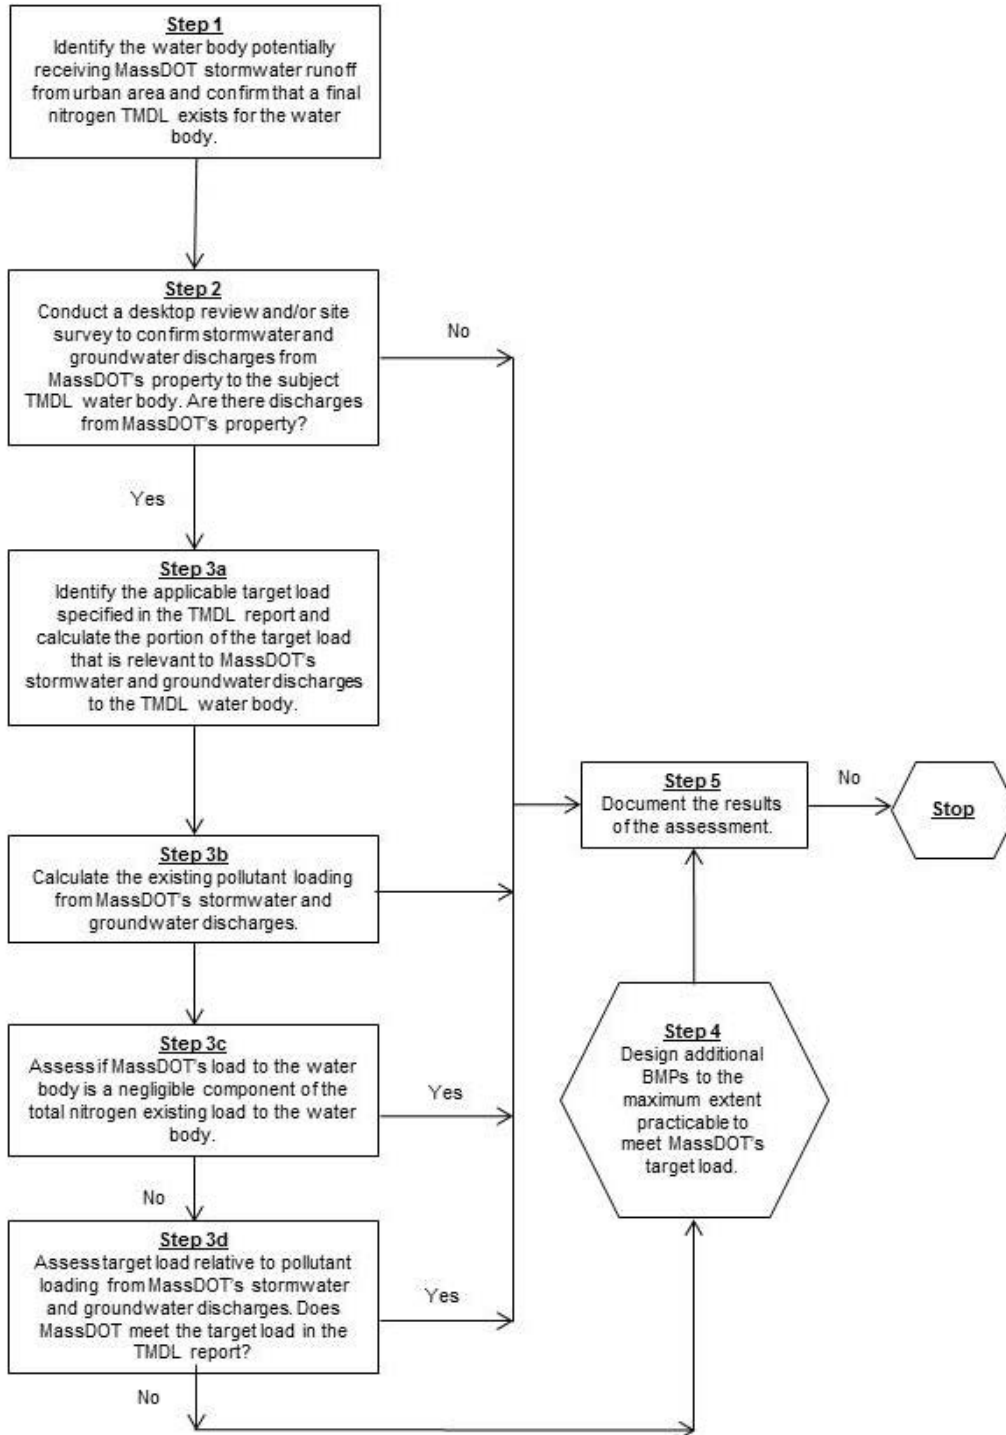 Step 1
Identify the water body potentially
receiving MassDOT stormwater runoff
from urban area and confirm that a final
nitrogen TMDL exists for the water
body.
Step 2
Conduct a desktop review and/or site
survey to confirm stormwater and
groundwater discharges from
MassDOT's property to the subject
TMDL water body. Are there discharges
from MassDOT's property?
No
Yes
Step 3a
Identify the applicable target load
specified in the TMDL report and
calculate the portion of the target load
that is relevant to MassDOT's
stormwater and groundwater discharges
to the TMDL water body.
Step 3b
Calculate the existing pollutant loading
from MassDOT's stormwater and
groundwater discharges.
Step 3c
Assess if MassDOT's load to the water
body is a negligible component of the
total nitrogen existing load to the water
body.
Yes
No
Step 3d
Assess target load relative to pollutant
loading from MassDOT's stormwater
and groundwater discharges. Does
MassDOT meet the target load in the
TMDL report?
Yes
No
Step 4
Design additional
BMPs to the
maximum extent
practicable to
meet MassDOT's
target load.
Step 5
Document the results
of the assessment.
No
Stop